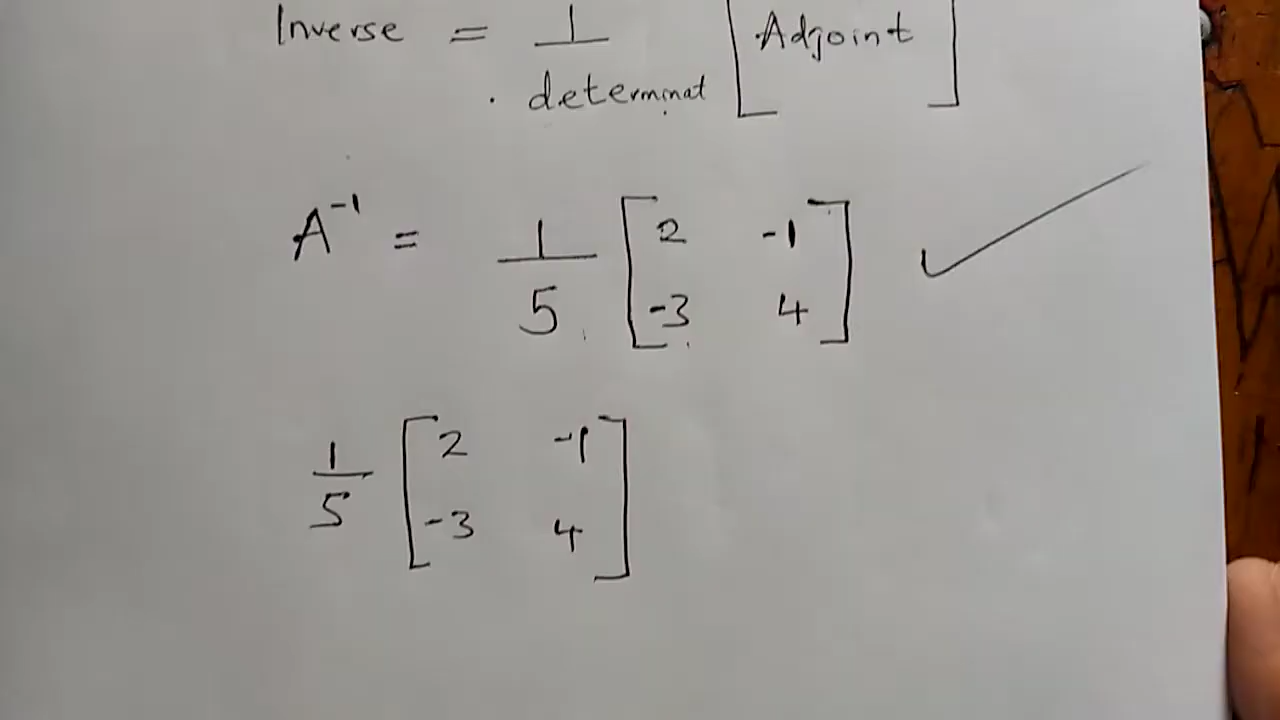 Inverse = 1/determinat [Adjoint]
A⁻¹ = 1/5 [2 -1
-3 4] ✓
1/5 [2 -1
-3 4]